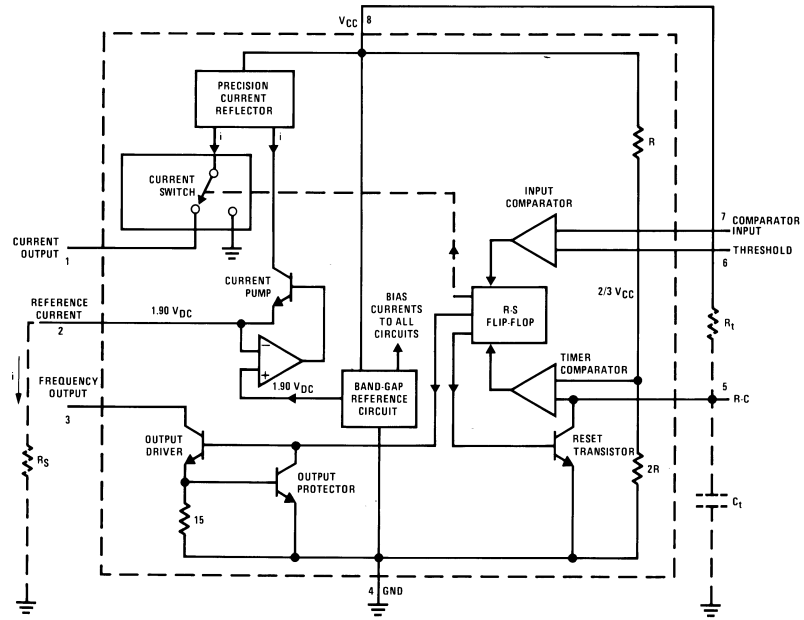 VCC 8
PRECISION
CURRENT
REFLECTOR
i i
R
CURRENT
SWITCH
INPUT
COMPARATOR
7 COMPARATOR
INPUT
CURRENT
OUTPUT
1
THRESHOLD
6
CURRENT
PUMP
BIAS
CURRENTS
TO ALL
CIRCUITS
R-S
FLIP-FLOP
2/3 VCC
REFERENCE
CURRENT
2
1.90 VDC
Rt
i
−
+
TIMER
COMPARATOR
1.90 VDC
BAND-GAP
REFERENCE
CIRCUIT
5
R-C
FREQUENCY
OUTPUT
3
OUTPUT
DRIVER
RESET
TRANSISTOR
RS
OUTPUT
PROTECTOR
2R
15
Ct
4 GND